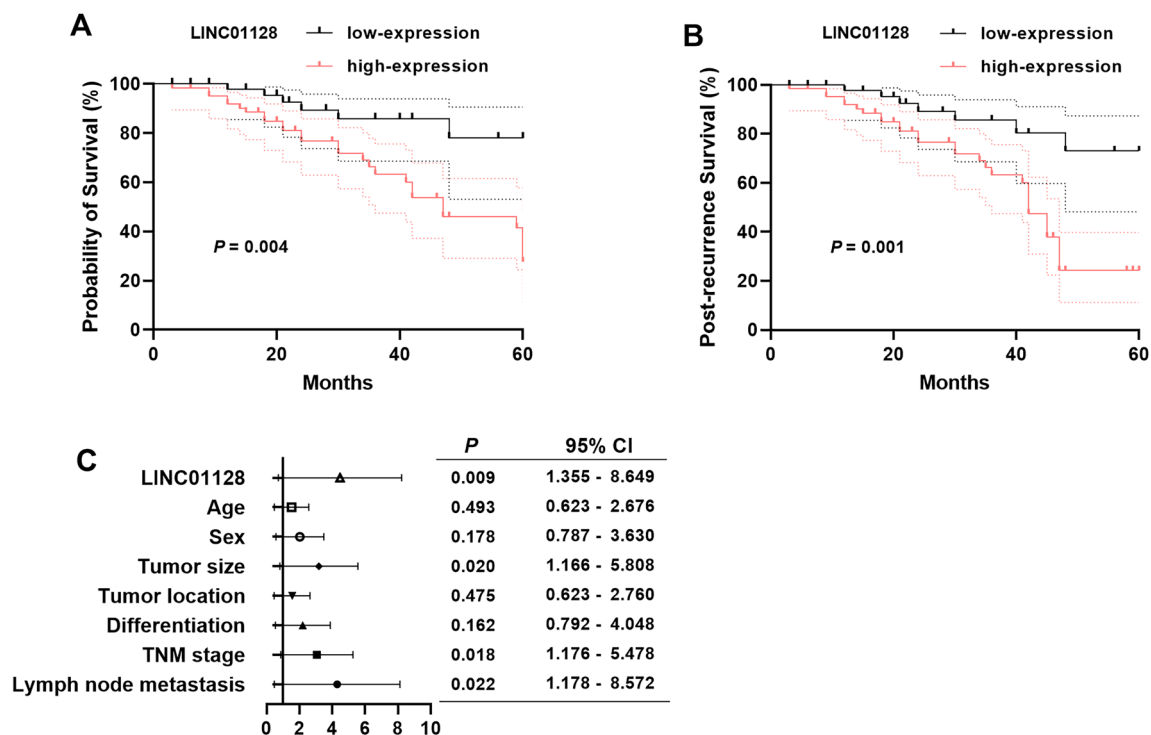 A
LINC01128
low-expression
high-expression
Probability of Survival (%)
100
80
60
40
20
0
P = 0.004
0
20
40
60
Months
B
LINC01128
low-expression
high-expression
Post-recurrence Survival (%)
100
80
60
40
20
0
P = 0.001
0
20
40
60
Months
C
P 95% CI
LINC01128 0.009 1.355 - 8.649
Age 0.493 0.623 - 2.676
Sex 0.178 0.787 - 3.630
Tumor size 0.020 1.166 - 5.808
Tumor location 0.475 0.623 - 2.760
Differentiation 0.162 0.792 - 4.048
TNM stage 0.018 1.176 - 5.478
Lymph node metastasis 0.022 1.178 - 8.572
0 2 4 6 8 10